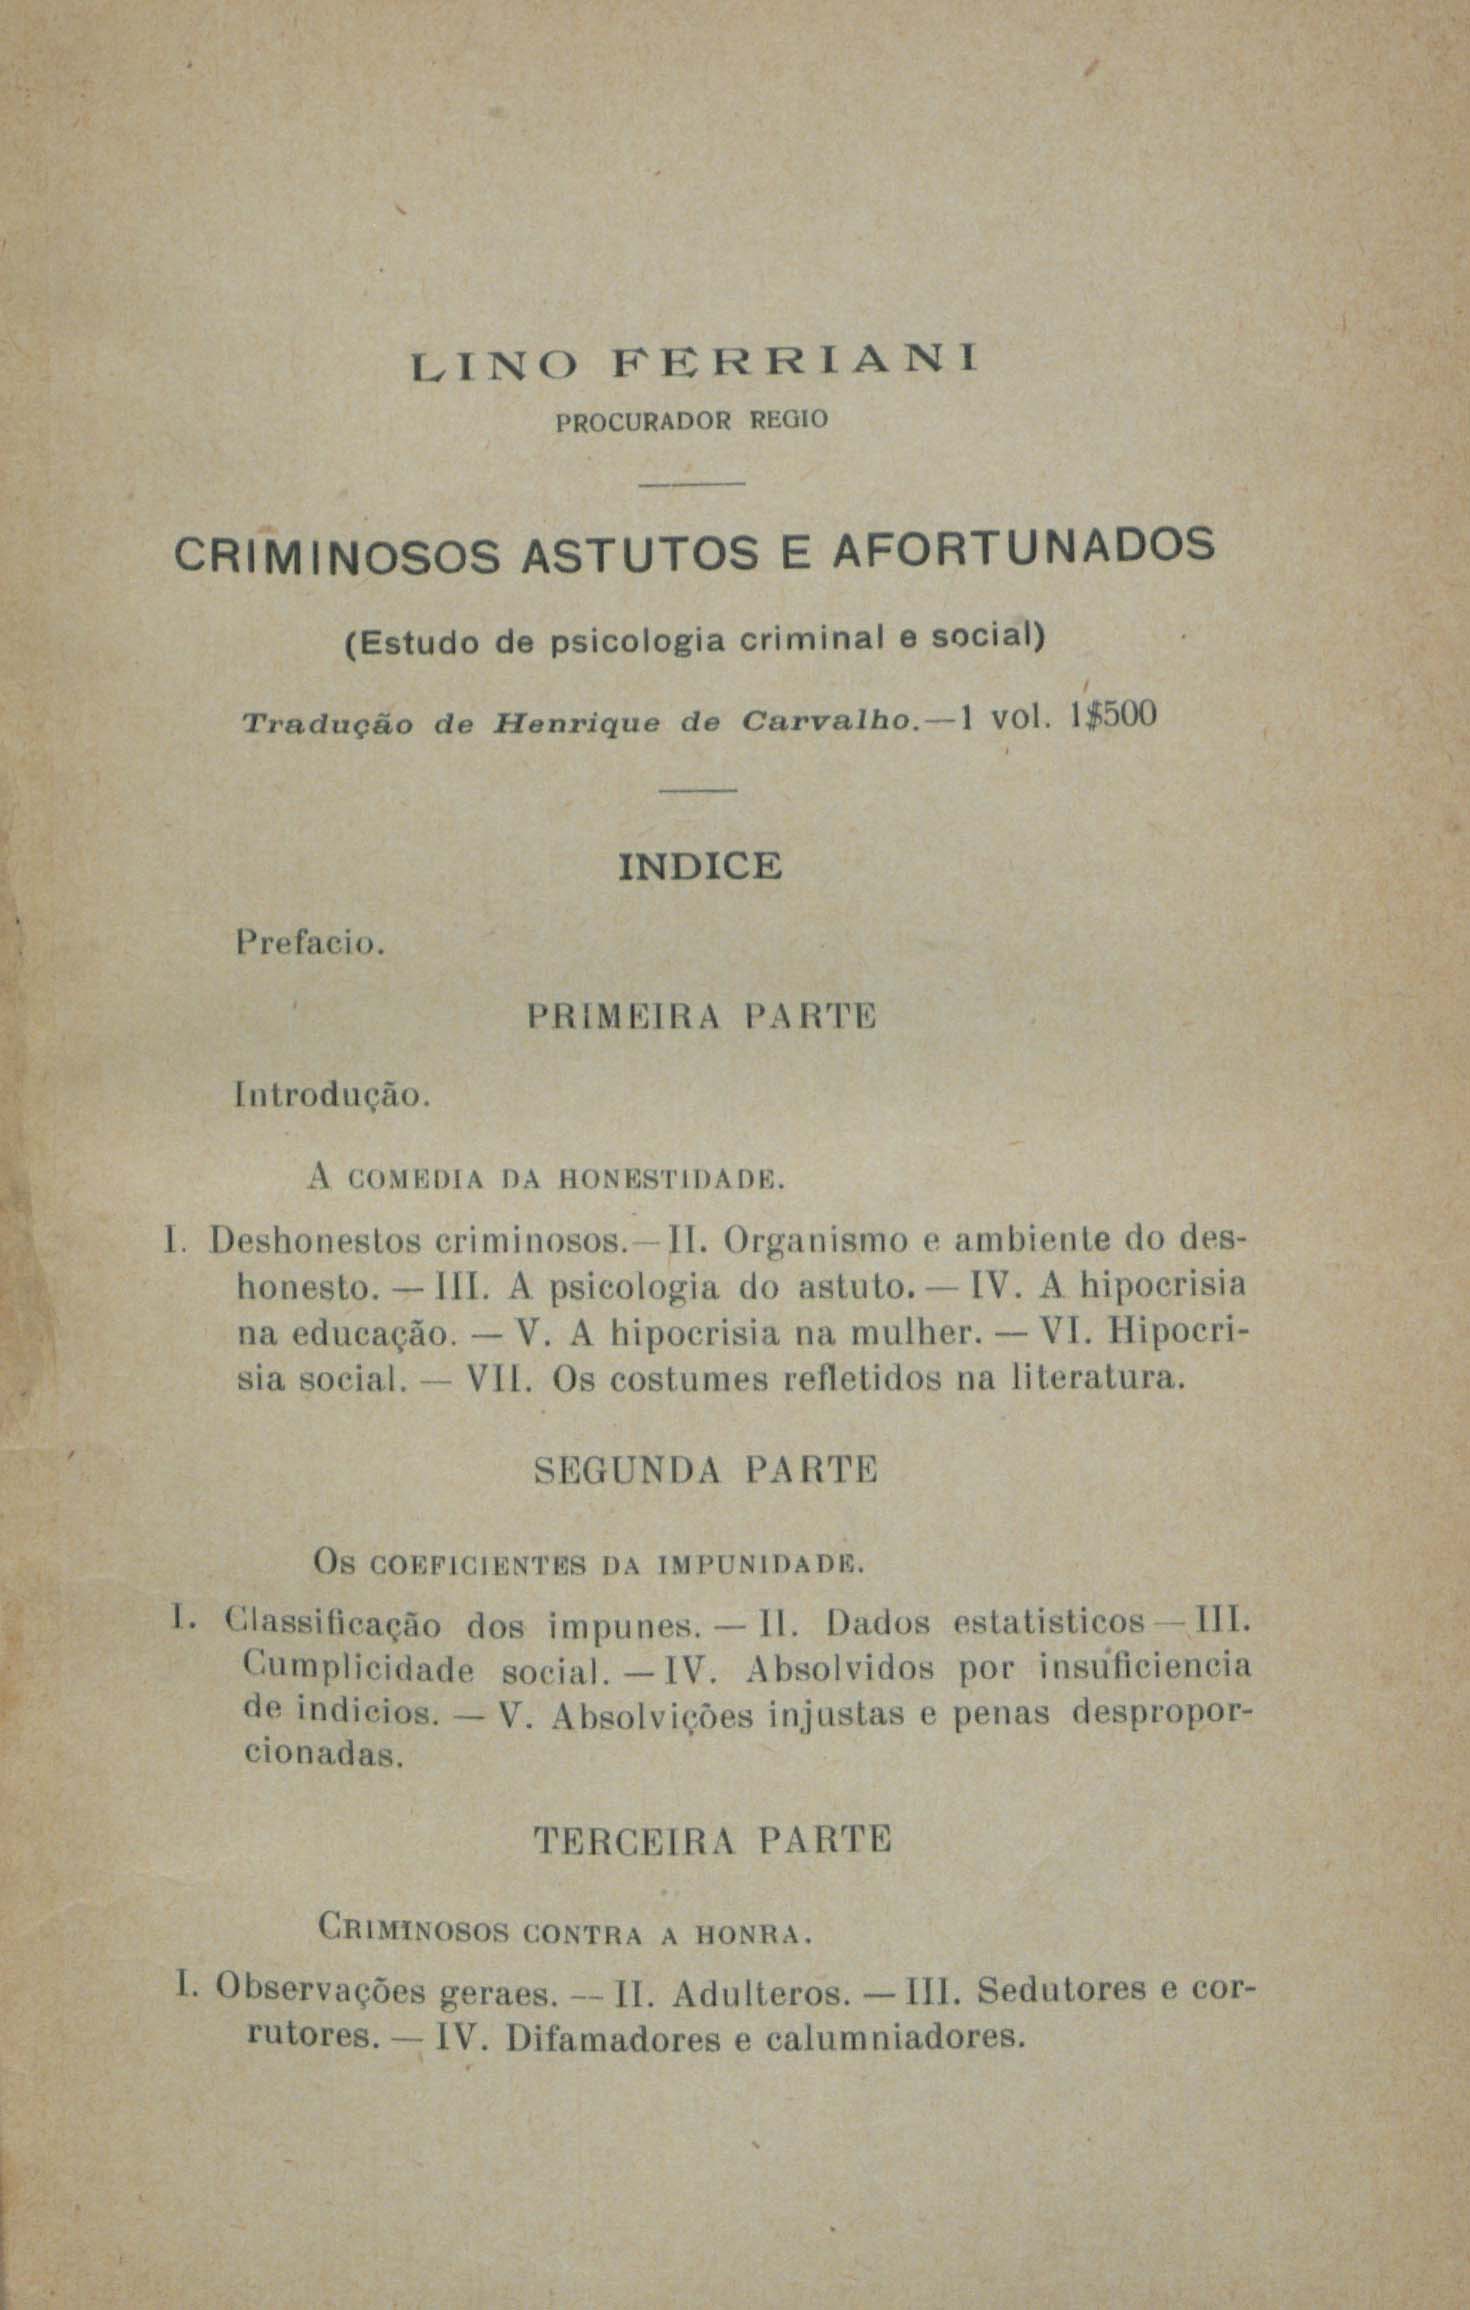 LINO FERRIANI
PROCURADOR REGIO
CRIMINOSOS ASTUTOS E AFORTUNADOS
(Estudo de psicologia criminal e social)
Tradução de Henrique de Carvalho.—1 vol. 1$500
INDICE
Prefacio.
PRIMEIRA PARTE
Introdução.
A COMEDIA DA HONESTIDADE.
I. Deshonestos criminosos.—II. Organismo e ambiente do des-
honesto. — III. A psicologia do astuto. — IV. A hipocrisia
na educação. — V. A hipocrisia na mulher. — VI. Hipocri-
sia social. — VII. Os costumes refletidos na literatura.
SEGUNDA PARTE
OS COEFICIENTES DA IMPUNIDADE.
I. Classificação dos impunes. — II. Dados estatisticos — III.
Cumplicidade social. — IV. Absolvidos por insuficiencia
de indicios. — V. Absolvições injustas e penas despropor-
cionadas.
TERCEIRA PARTE
CRIMINOSOS CONTRA A HONRA.
I. Observações geraes. — II. Adulteros. — III. Sedutores e cor-
rutores. — IV. Difamadores e calumniadores.